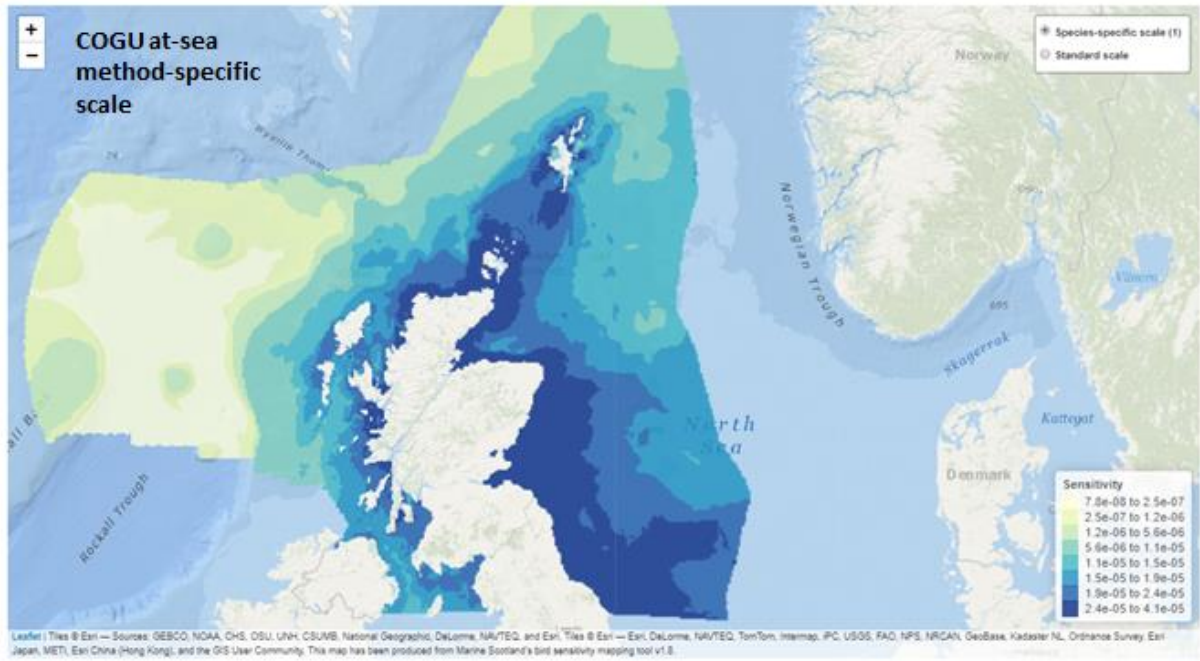 +
−
COGU at-sea
method-specific
scale
Species-specific scale (1)
Standard scale
Norway
Norwegian Trough
Vänern
695
Skagerrak
Kattegat
North
Sea
Denmark
Rockall Trough
Sensitivity
7.8e-08 to 2.5e-07
2.5e-07 to 1.2e-06
1.2e-06 to 5.6e-06
5.6e-06 to 1.1e-05
1.1e-05 to 1.5e-05
1.5e-05 to 1.9e-05
1.9e-05 to 2.4e-05
2.4e-05 to 4.1e-05
Leaflet | Tiles © Esri — Sources: GEBCO, NOAA, CHS, OSU, UNH, CSUMB, National Geographic, DeLorme, NAVTEQ, and Esri, Tiles © Esri — Esri, DeLorme, NAVTEQ, TomTom, Intermap, iPC, USGS, FAO, NPS, NRCAN, GeoBase, Kadaster NL, Ordnance Survey, Esri
Japan, METI, Esri China (Hong Kong), and the GIS User Community. This map has been produced from Marine Scotland's bird sensitivity mapping tool v1.8.